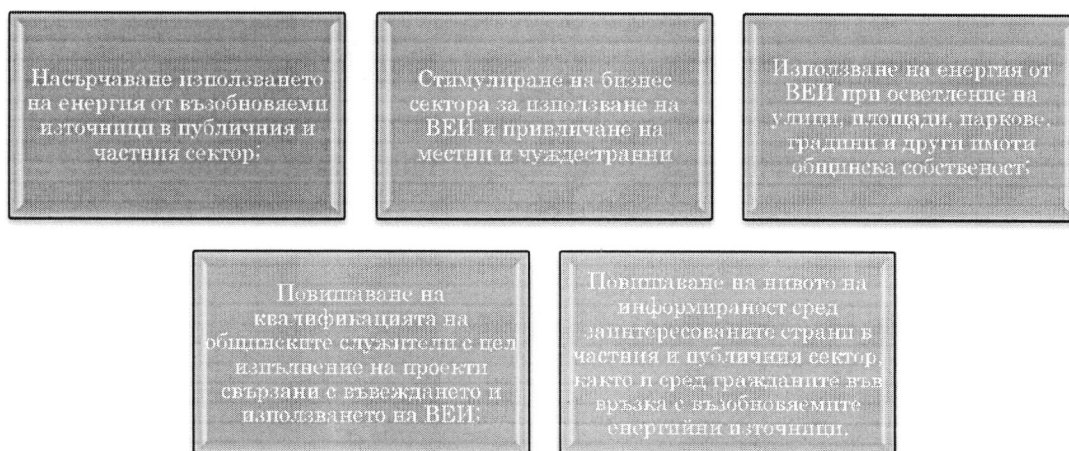 Насърчаване използването
на енергия от възобновяеми
източници в публичния и
частния сектор;
Стимулиране на бизнес
сектора за използване на
ВЕИ и привличане на
местни и чуждестранни
Използване на енергия от
ВЕИ при осветление на
улици, площади, паркове,
градини и други имоти
общинска собственост;
Повишаване на
квалификацията на
общинските служители с цел
изпълнение на проекти
свързани с въвеждането и
използването на ВЕИ;
Повишаване на нивото на
информираност сред
заинтересованите страни в
частния и публичния сектор,
както и сред гражданите във
връзка с възобновяемите
енергийни източници.